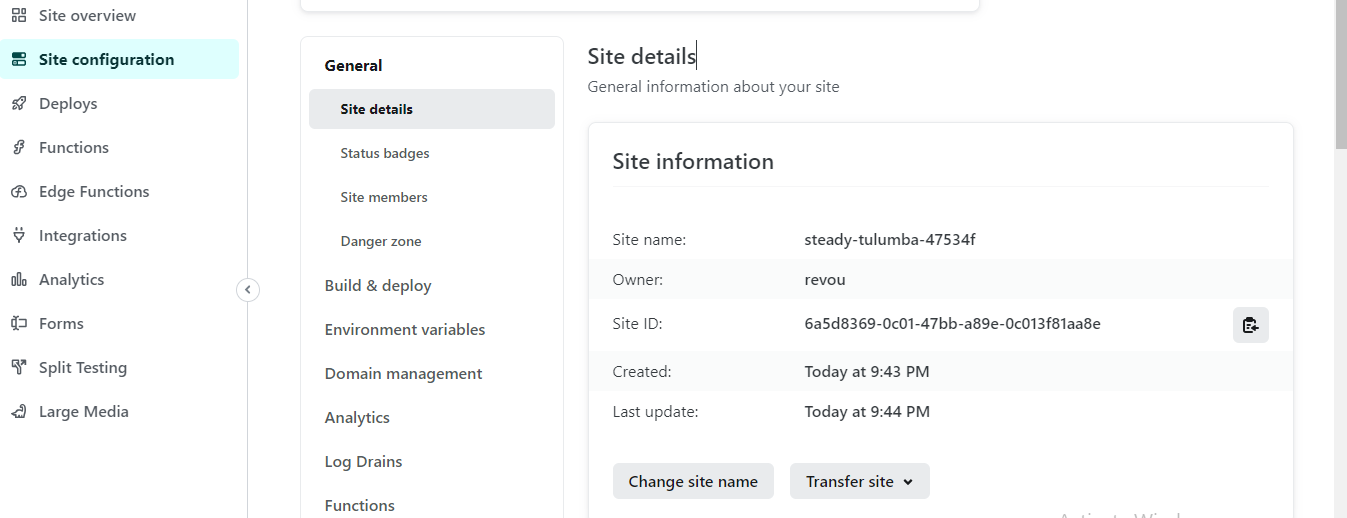 Site overview
Site configuration
Deploys
Functions
Edge Functions
Integrations
Analytics
Forms
Split Testing
Large Media
General
Site details
Status badges
Site members
Danger zone
Build & deploy
Environment variables
Domain management
Analytics
Log Drains
Functions
Site details
General information about your site
Site information
Site name: steady-tulumba-47534f
Owner: revou
Site ID: 6a5d8369-0c01-47bb-a89e-0c013f81aa8e
Created: Today at 9:43 PM
Last update: Today at 9:44 PM
Change site name Transfer site